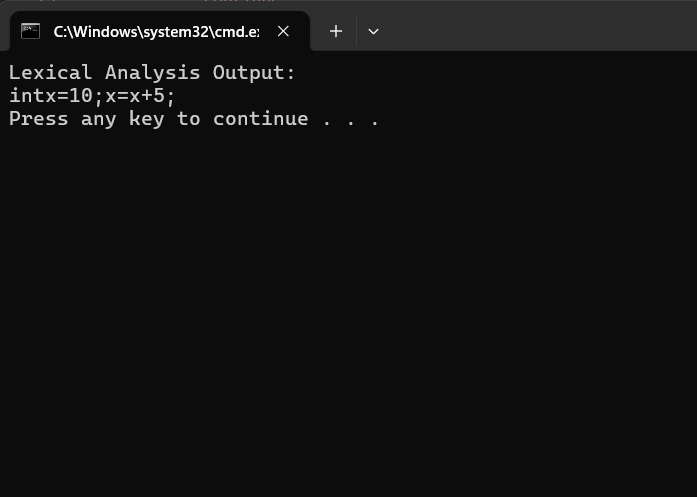 C:\Windows\system32\cmd.e
Lexical Analysis Output:
intx=10;x=x+5;
Press any key to continue . . .